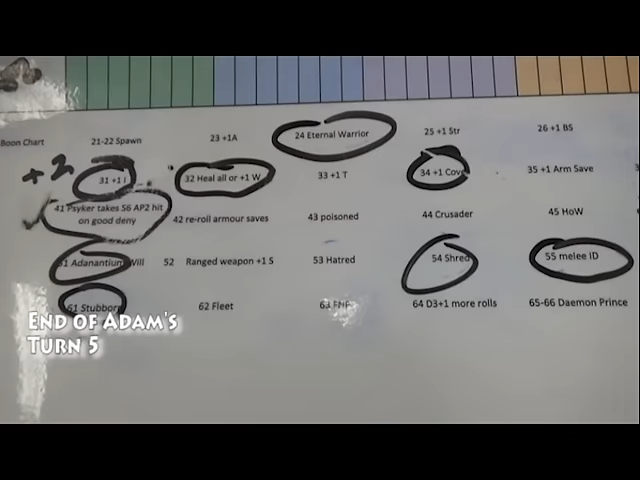 Boon Chart 21-22 Spawn 23 +1A 24 Eternal Warrior 25 +1 Str 26 +1 BS
+2 31 +1 I 32 Heal all or +1 W 33 +1 T 34 +1 Cov 35 +1 Arm Save
41 Psyker takes S6 AP2 hit
on good deny 42 re-roll armour saves 43 poisoned 44 Crusader 45 HoW
51 Adanantium Will 52 Ranged weapon +1 S 53 Hatred 54 Shred 55 melee ID
61 Stubborn 62 Fleet 63 FNP 64 D3+1 more rolls 65-66 Daemon Prince
End of Adam's
Turn 5